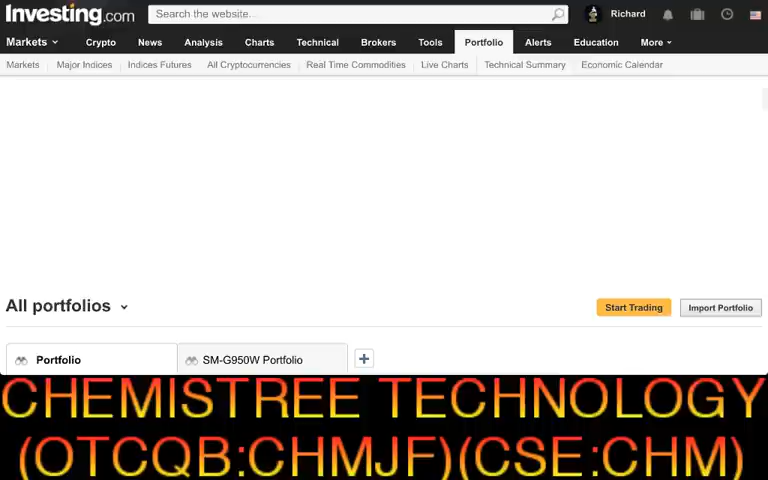 Investing.com Search the website... Richard
Markets Crypto News Analysis Charts Technical Brokers Tools Portfolio Alerts Education More
Markets Major Indices Indices Futures All Cryptocurrencies Real Time Commodities Live Charts Technical Summary Economic Calendar
All portfolios Start Trading Import Portfolio
Portfolio SM-G950W Portfolio +
CHEMISTREE TECHNOLOGY
(OTCQB:CHMJF)(CSE:CHM)